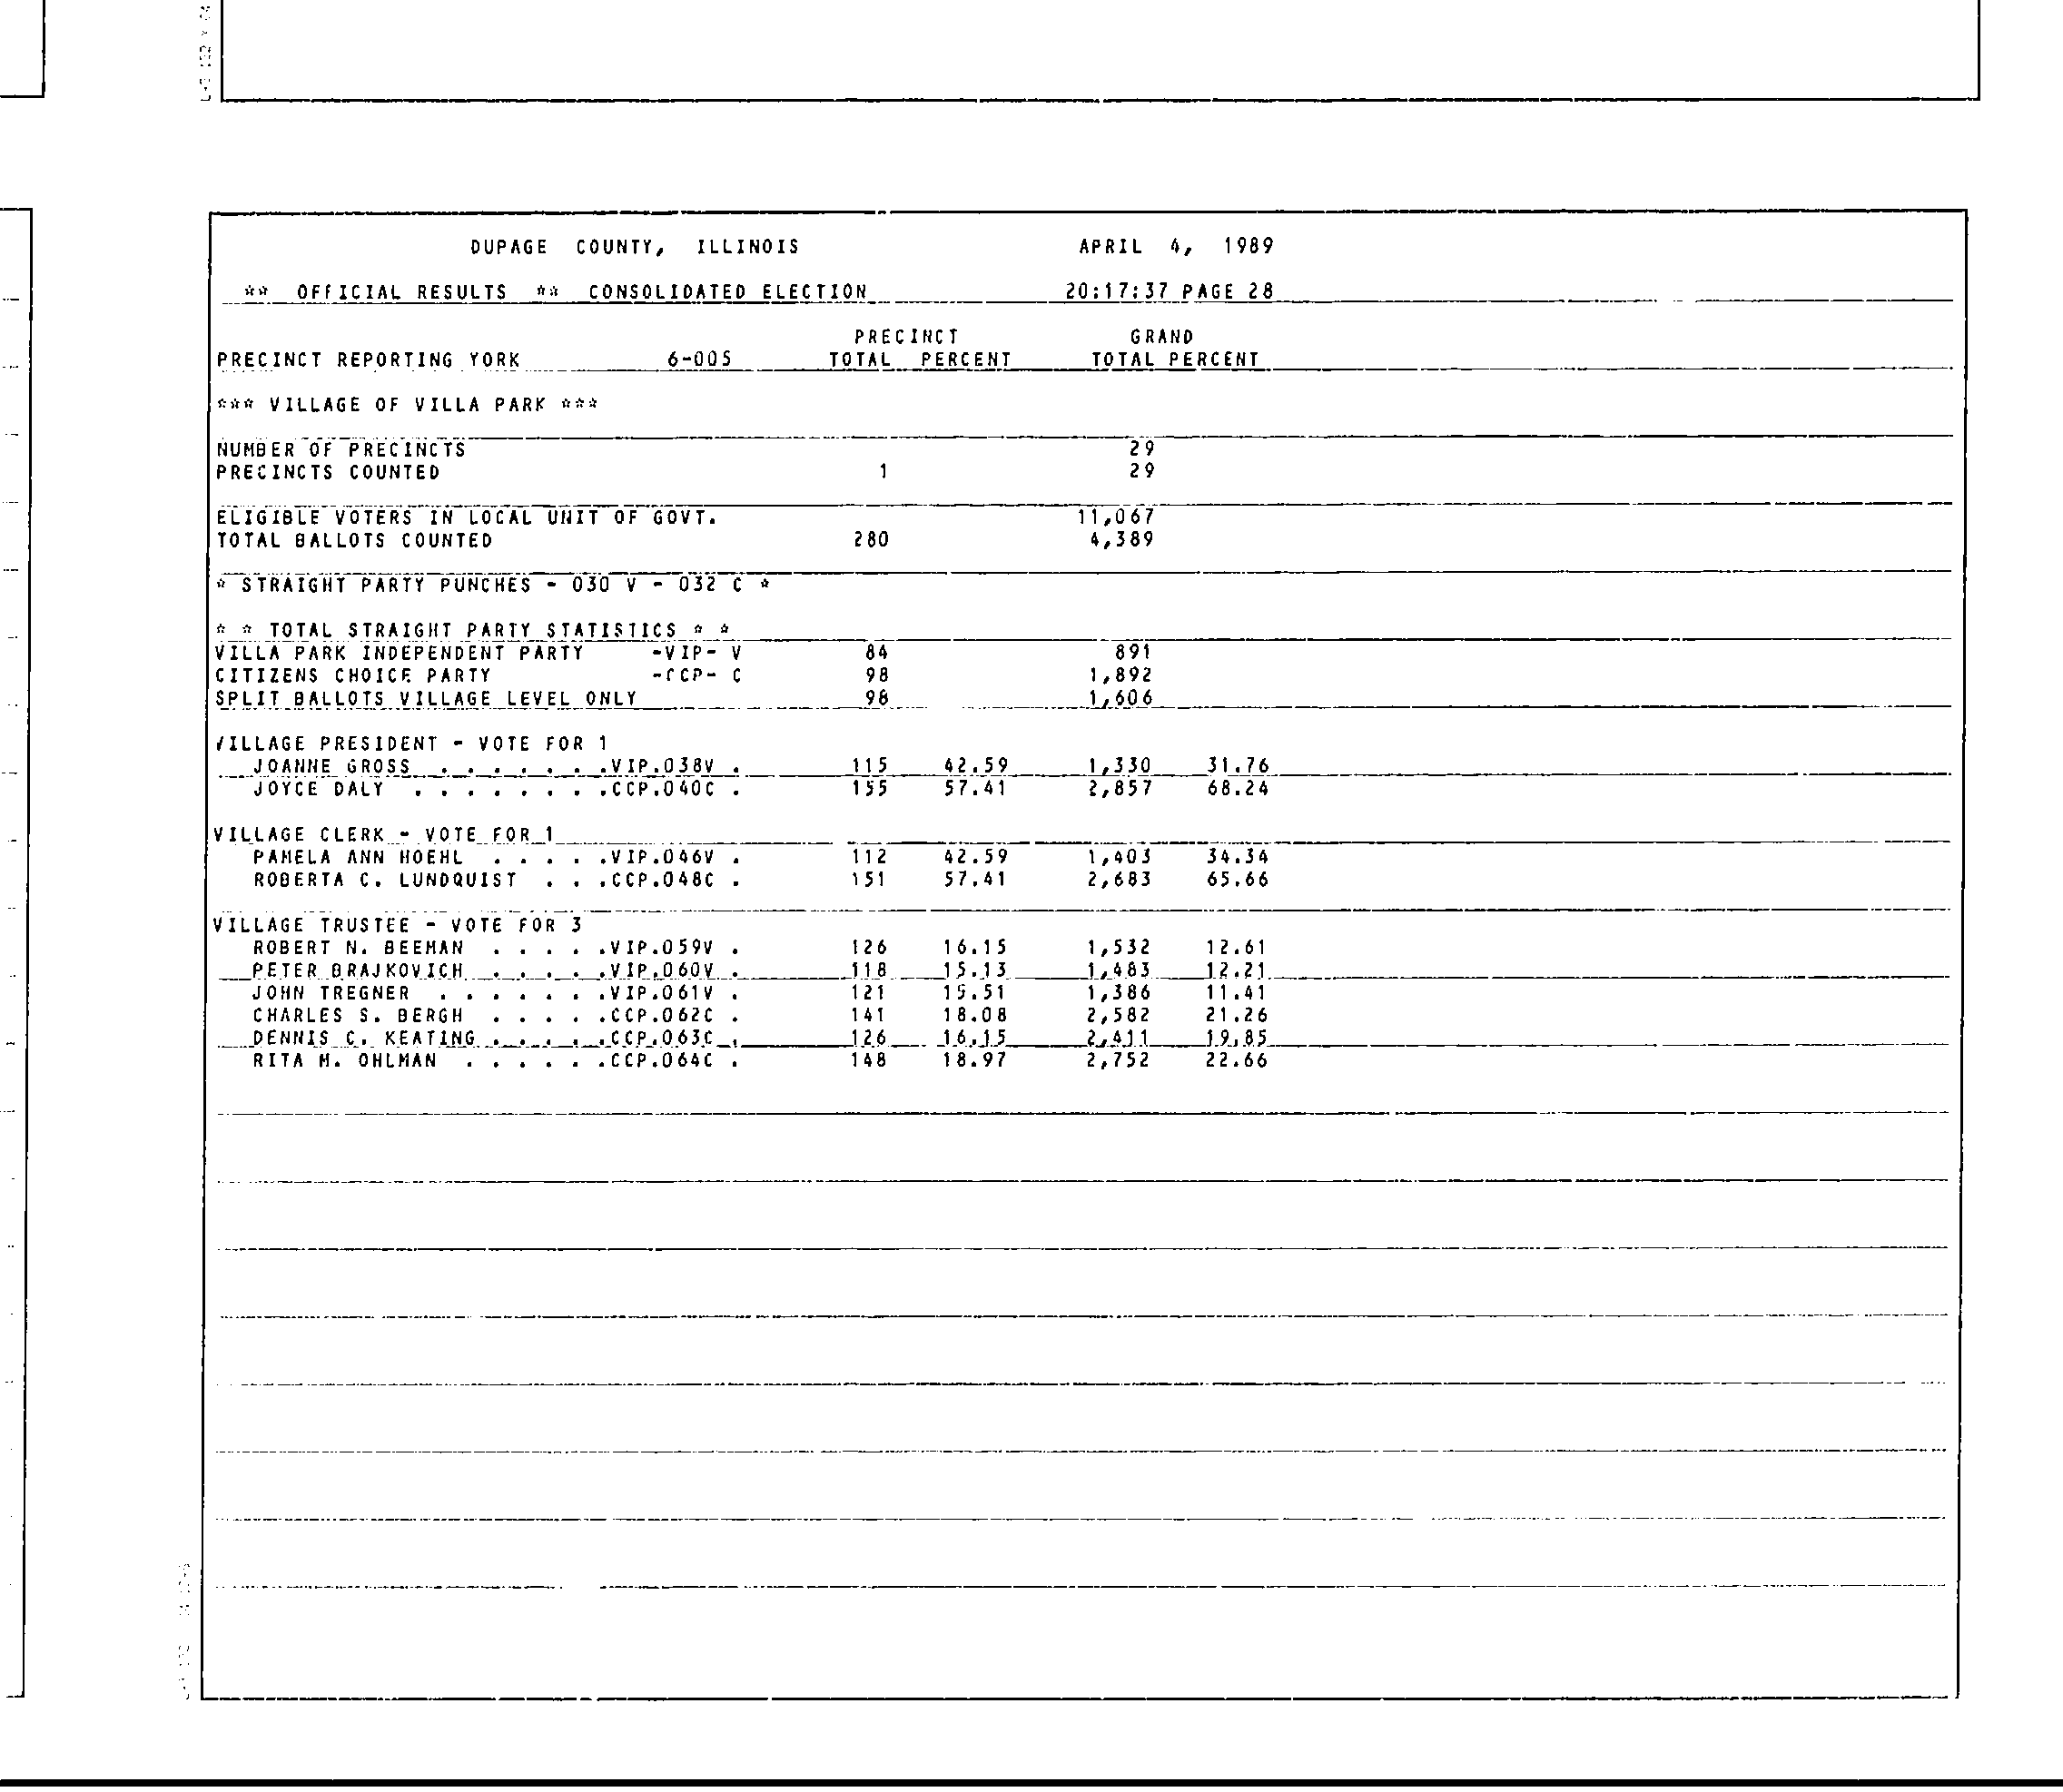 DUPAGE COUNTY, ILLINOIS APRIL 4, 1989
** OFFICIAL RESULTS ** CONSOLIDATED ELECTION 20:17:37 PAGE 28
PRECINCT GRAND
PRECINCT REPORTING YORK 6-005 TOTAL PERCENT TOTAL PERCENT
*** VILLAGE OF VILLA PARK ***
NUMBER OF PRECINCTS 29
PRECINCTS COUNTED 1 29
ELIGIBLE VOTERS IN LOCAL UNIT OF GOVT. 11,067
TOTAL BALLOTS COUNTED 280 4,389
* STRAIGHT PARTY PUNCHES - 030 V - 032 C *
* * TOTAL STRAIGHT PARTY STATISTICS * *
VILLA PARK INDEPENDENT PARTY -VIP- V 84 891
CITIZENS CHOICE PARTY -CCP- C 98 1,892
SPLIT BALLOTS VILLAGE LEVEL ONLY 98 1,606
VILLAGE PRESIDENT - VOTE FOR 1
JOANNE GROSS . . . . . . .VIP.038V . 115 42.59 1,330 31.76
JOYCE DALY . . . . . . . .CCP.040C . 155 57.41 2,857 68.24
VILLAGE CLERK - VOTE FOR 1
PAMELA ANN HOEHL . . . . .VIP.046V . 112 42.59 1,403 34.34
ROBERTA C. LUNDQUIST . . .CCP.048C . 151 57.41 2,683 65.66
VILLAGE TRUSTEE - VOTE FOR 3
ROBERT N. BEEMAN . . . . .VIP.059V . 126 16.15 1,532 12.61
PETER BRAJKOVICH . . . . .VIP.060V . 118 15.13 1,483 12.21
JOHN TREGNER . . . . . . .VIP.061V . 121 15.51 1,386 11.41
CHARLES S. BERGH . . . . .CCP.062C . 141 18.08 2,582 21.26
DENNIS C. KEATING . . . . .CCP.063C . 126 16.15 2,411 19.85
RITA M. OHLMAN . . . . . .CCP.064C . 148 18.97 2,752 22.66